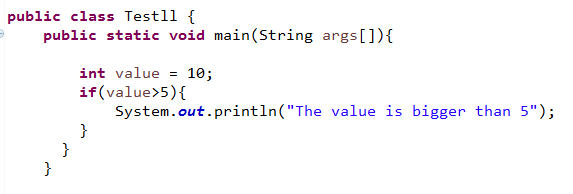 public class Testll {
public static void main(String args[]){
int value = 10;
if(value>5){
System.out.println("The value is bigger than 5");
}
}
}